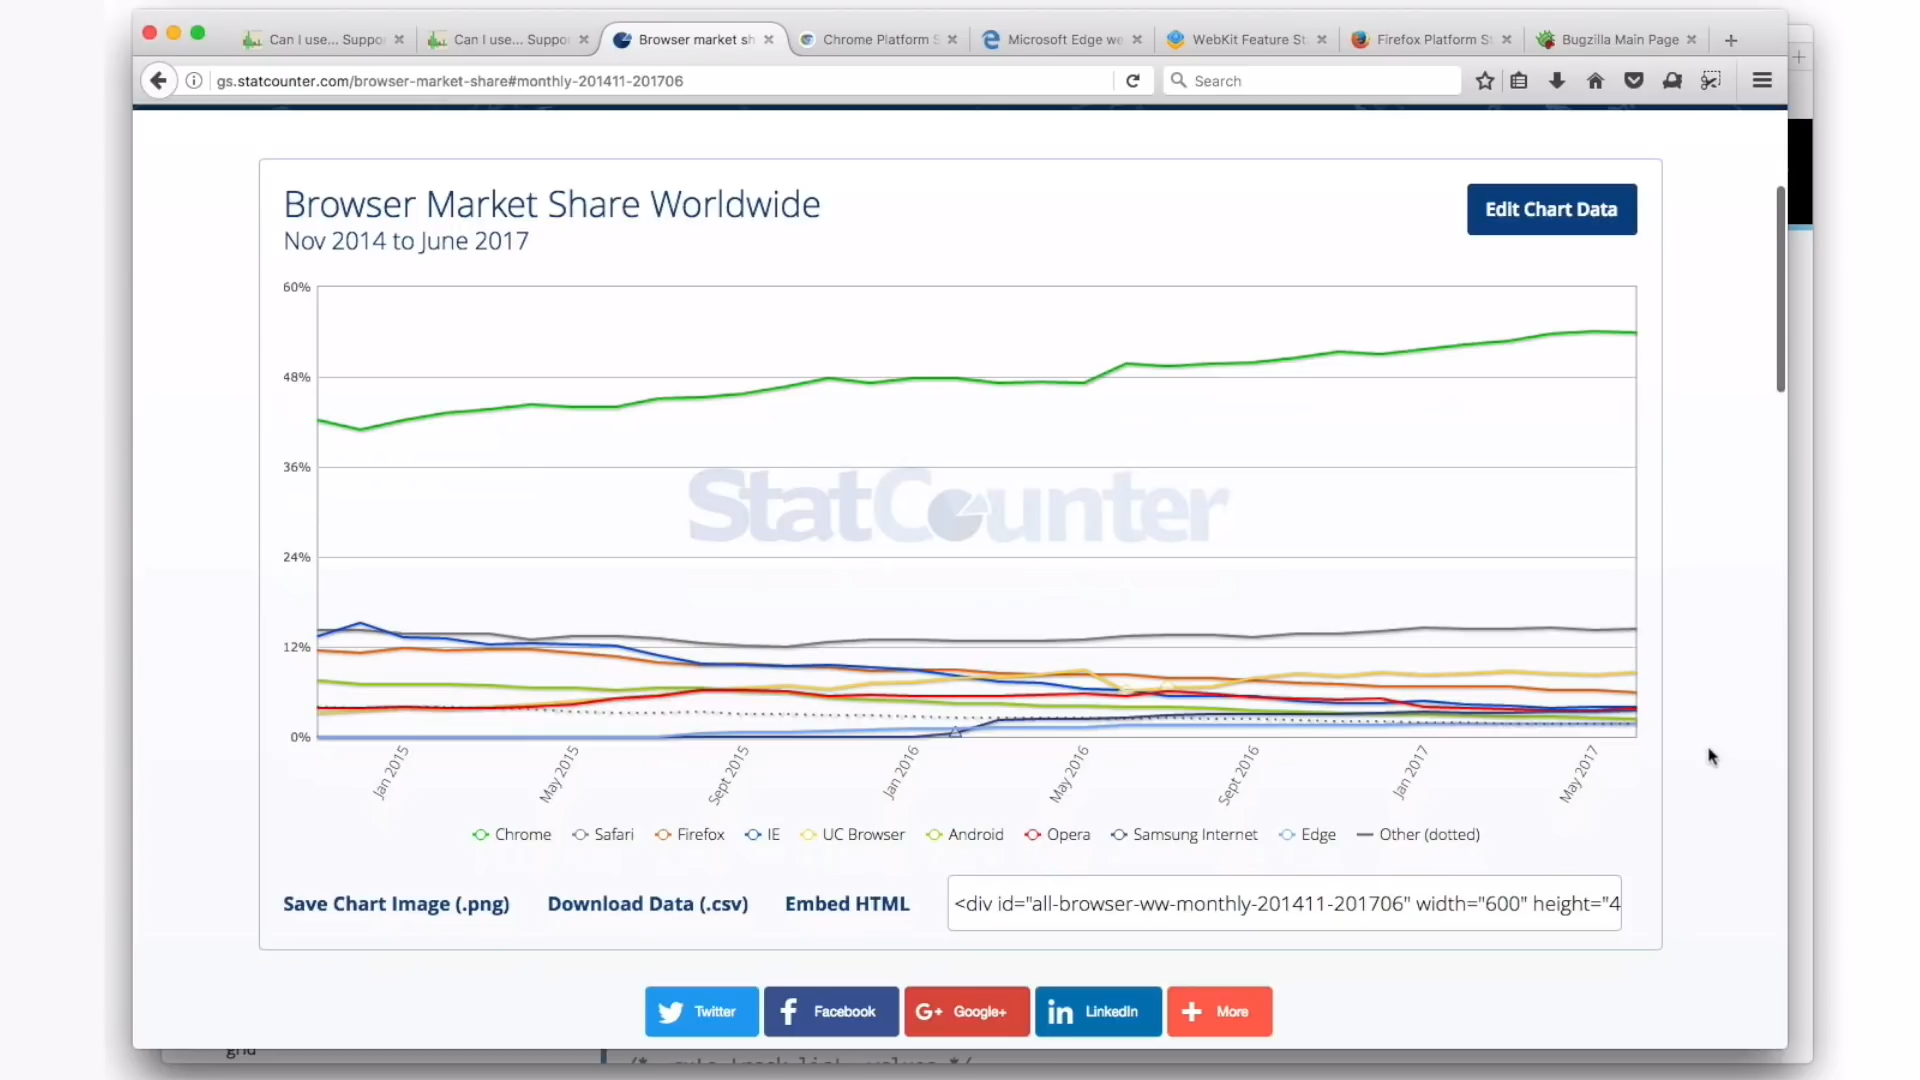 Can I use... Suppo
Can I use... Suppo
Browser market sh
Chrome Platform S
Microsoft Edge we
WebKit Feature St
Firefox Platform St
Bugzilla Main Page
gs.statcounter.com/browser-market-share#monthly-201411-201706
Search
Browser Market Share Worldwide
Nov 2014 to June 2017
Edit Chart Data
60%
48%
36%
24%
12%
0%
StatCounter
Jan 2015
May 2015
Sept 2015
Jan 2016
May 2016
Sept 2016
Jan 2017
May 2017
Chrome Safari Firefox IE UC Browser Android Opera Samsung Internet Edge Other (dotted)
Save Chart Image (.png) Download Data (.csv) Embed HTML
<div id="all-browser-ww-monthly-201411-201706" width="600" height="4
Twitter Facebook G+ Google+ in LinkedIn More